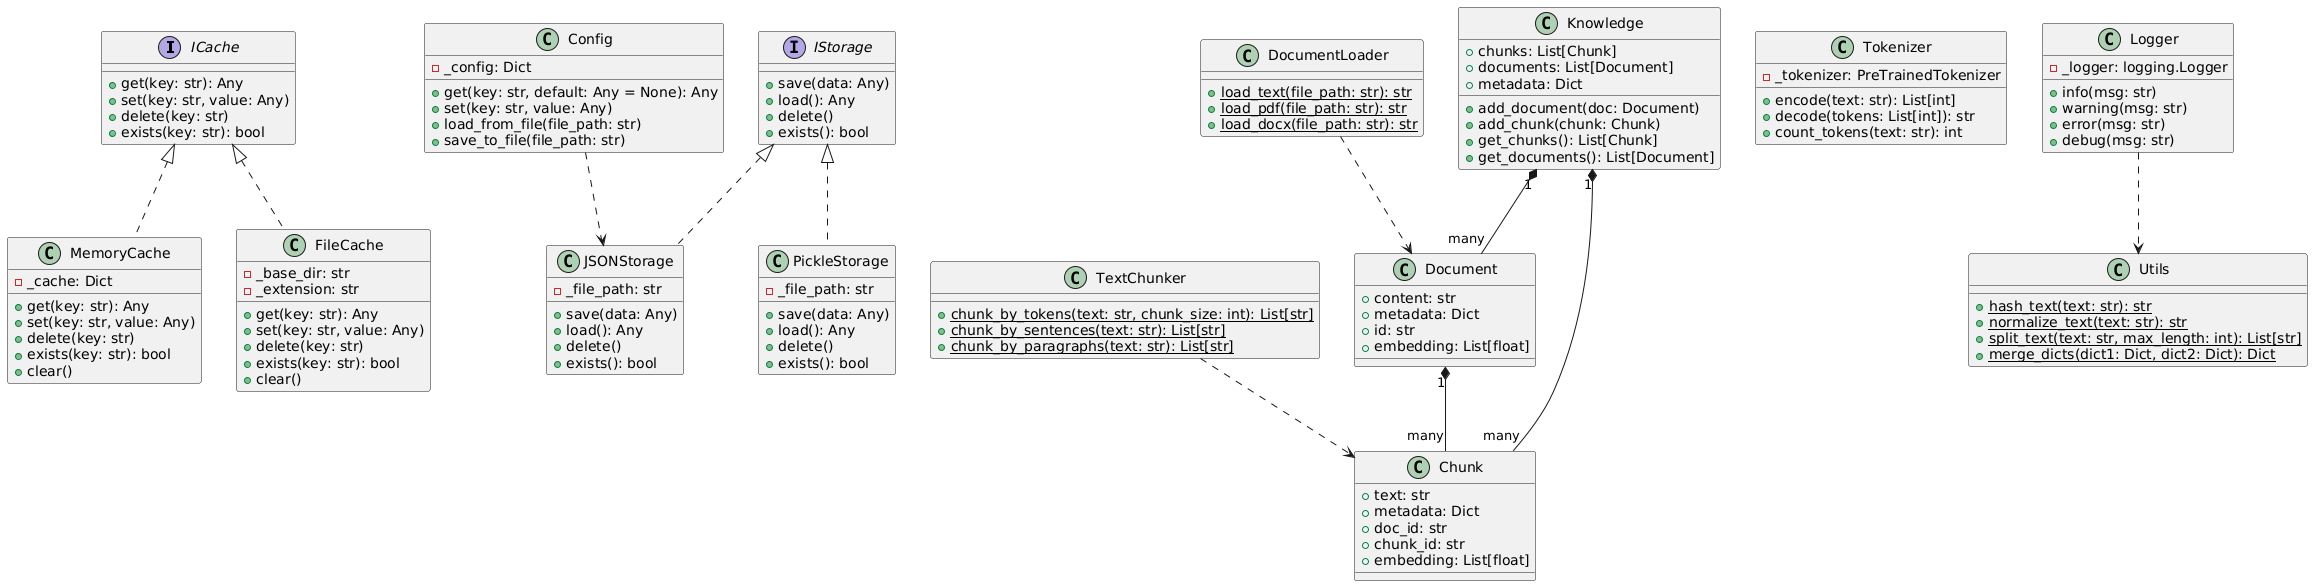 ICache
get(key: str): Any
set(key: str, value: Any)
delete(key: str)
exists(key: str): bool
Config
_config: Dict
get(key: str, default: Any = None): Any
set(key: str, value: Any)
load_from_file(file_path: str)
save_to_file(file_path: str)
IStorage
save(data: Any)
load(): Any
delete()
exists(): bool
DocumentLoader
load_text(file_path: str): str
load_pdf(file_path: str): str
load_docx(file_path: str): str
Knowledge
chunks: List[Chunk]
documents: List[Document]
metadata: Dict
add_document(doc: Document)
add_chunk(chunk: Chunk)
get_chunks(): List[Chunk]
get_documents(): List[Document]
Tokenizer
_tokenizer: PreTrainedTokenizer
encode(text: str): List[int]
decode(tokens: List[int]): str
count_tokens(text: str): int
Logger
_logger: logging.Logger
info(msg: str)
warning(msg: str)
error(msg: str)
debug(msg: str)
1
1
many
MemoryCache
_cache: Dict
get(key: str): Any
set(key: str, value: Any)
delete(key: str)
exists(key: str): bool
clear()
FileCache
_base_dir: str
_extension: str
get(key: str): Any
set(key: str, value: Any)
delete(key: str)
exists(key: str): bool
clear()
JSONStorage
_file_path: str
save(data: Any)
load(): Any
delete()
exists(): bool
PickleStorage
_file_path: str
save(data: Any)
load(): Any
delete()
exists(): bool
TextChunker
chunk_by_tokens(text: str, chunk_size: int): List[str]
chunk_by_sentences(text: str): List[str]
chunk_by_paragraphs(text: str): List[str]
Document
content: str
metadata: Dict
id: str
embedding: List[float]
Utils
hash_text(text: str): str
normalize_text(text: str): str
split_text(text: str, max_length: int): List[str]
merge_dicts(dict1: Dict, dict2: Dict): Dict
1
many
many
Chunk
text: str
metadata: Dict
doc_id: str
chunk_id: str
embedding: List[float]